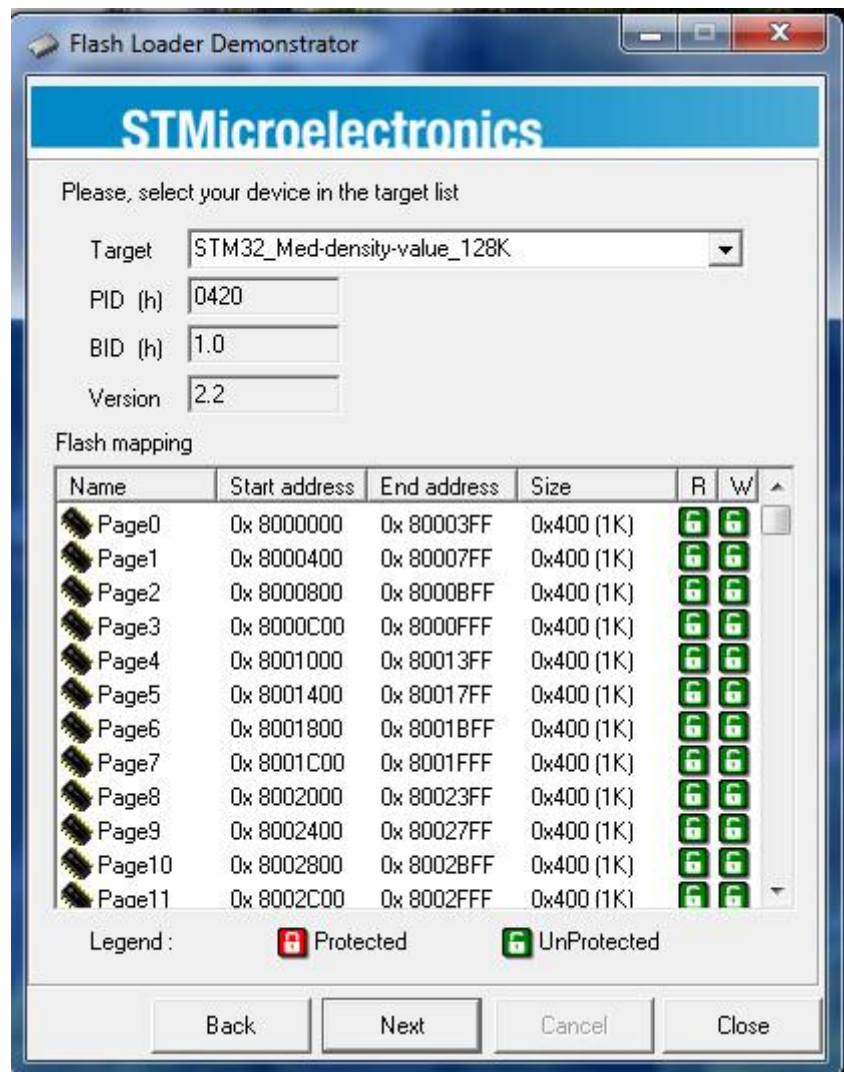 Flash Loader Demonstrator
STMicroelectronics
Please, select your device in the target list
Target STM32_Med-density-value_128K
PID (h) 0420
BID (h) 1.0
Version 2.2
Flash mapping
Name Start address End address Size R W
Page0 0x 8000000 0x 80003FF 0x400 (1K)
Page1 0x 8000400 0x 80007FF 0x400 (1K)
Page2 0x 8000800 0x 8000BFF 0x400 (1K)
Page3 0x 8000C00 0x 8000FFF 0x400 (1K)
Page4 0x 8001000 0x 80013FF 0x400 (1K)
Page5 0x 8001400 0x 80017FF 0x400 (1K)
Page6 0x 8001800 0x 8001BFF 0x400 (1K)
Page7 0x 8001C00 0x 8001FFF 0x400 (1K)
Page8 0x 8002000 0x 80023FF 0x400 (1K)
Page9 0x 8002400 0x 80027FF 0x400 (1K)
Page10 0x 8002800 0x 8002BFF 0x400 (1K)
Page11 0x 8002C00 0x 8002FFF 0x400 (1K)
Legend : Protected UnProtected
Back Next Cancel Close